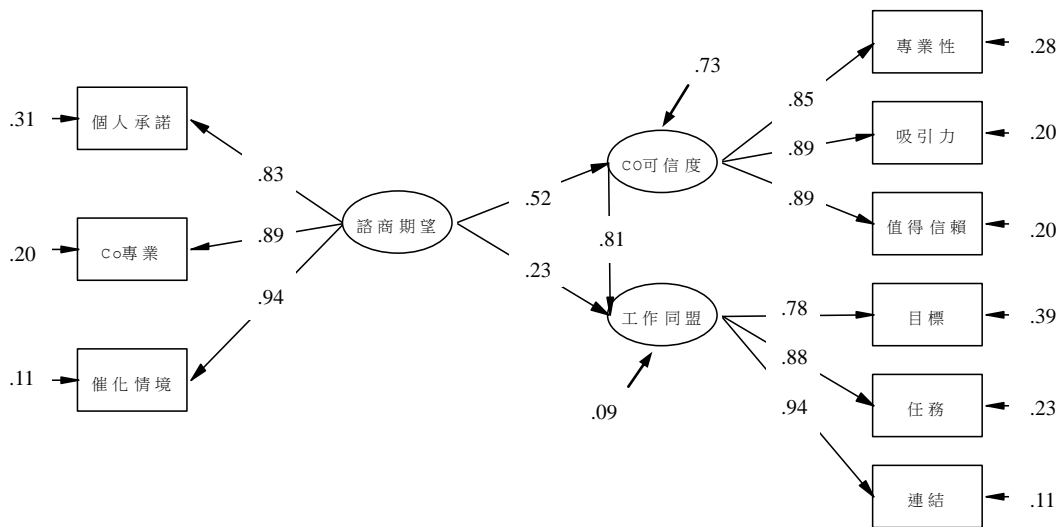 .31
個人承諾
.83
.20
Co專業
.89
.11
催化情境
.94
諮商期望
.52
.23
.73
CO可信度
.81
工作同盟
.09
.85
專業性
.28
.89
吸引力
.20
.89
值得信賴
.20
.78
目標
.39
.88
任務
.23
.94
連結
.11